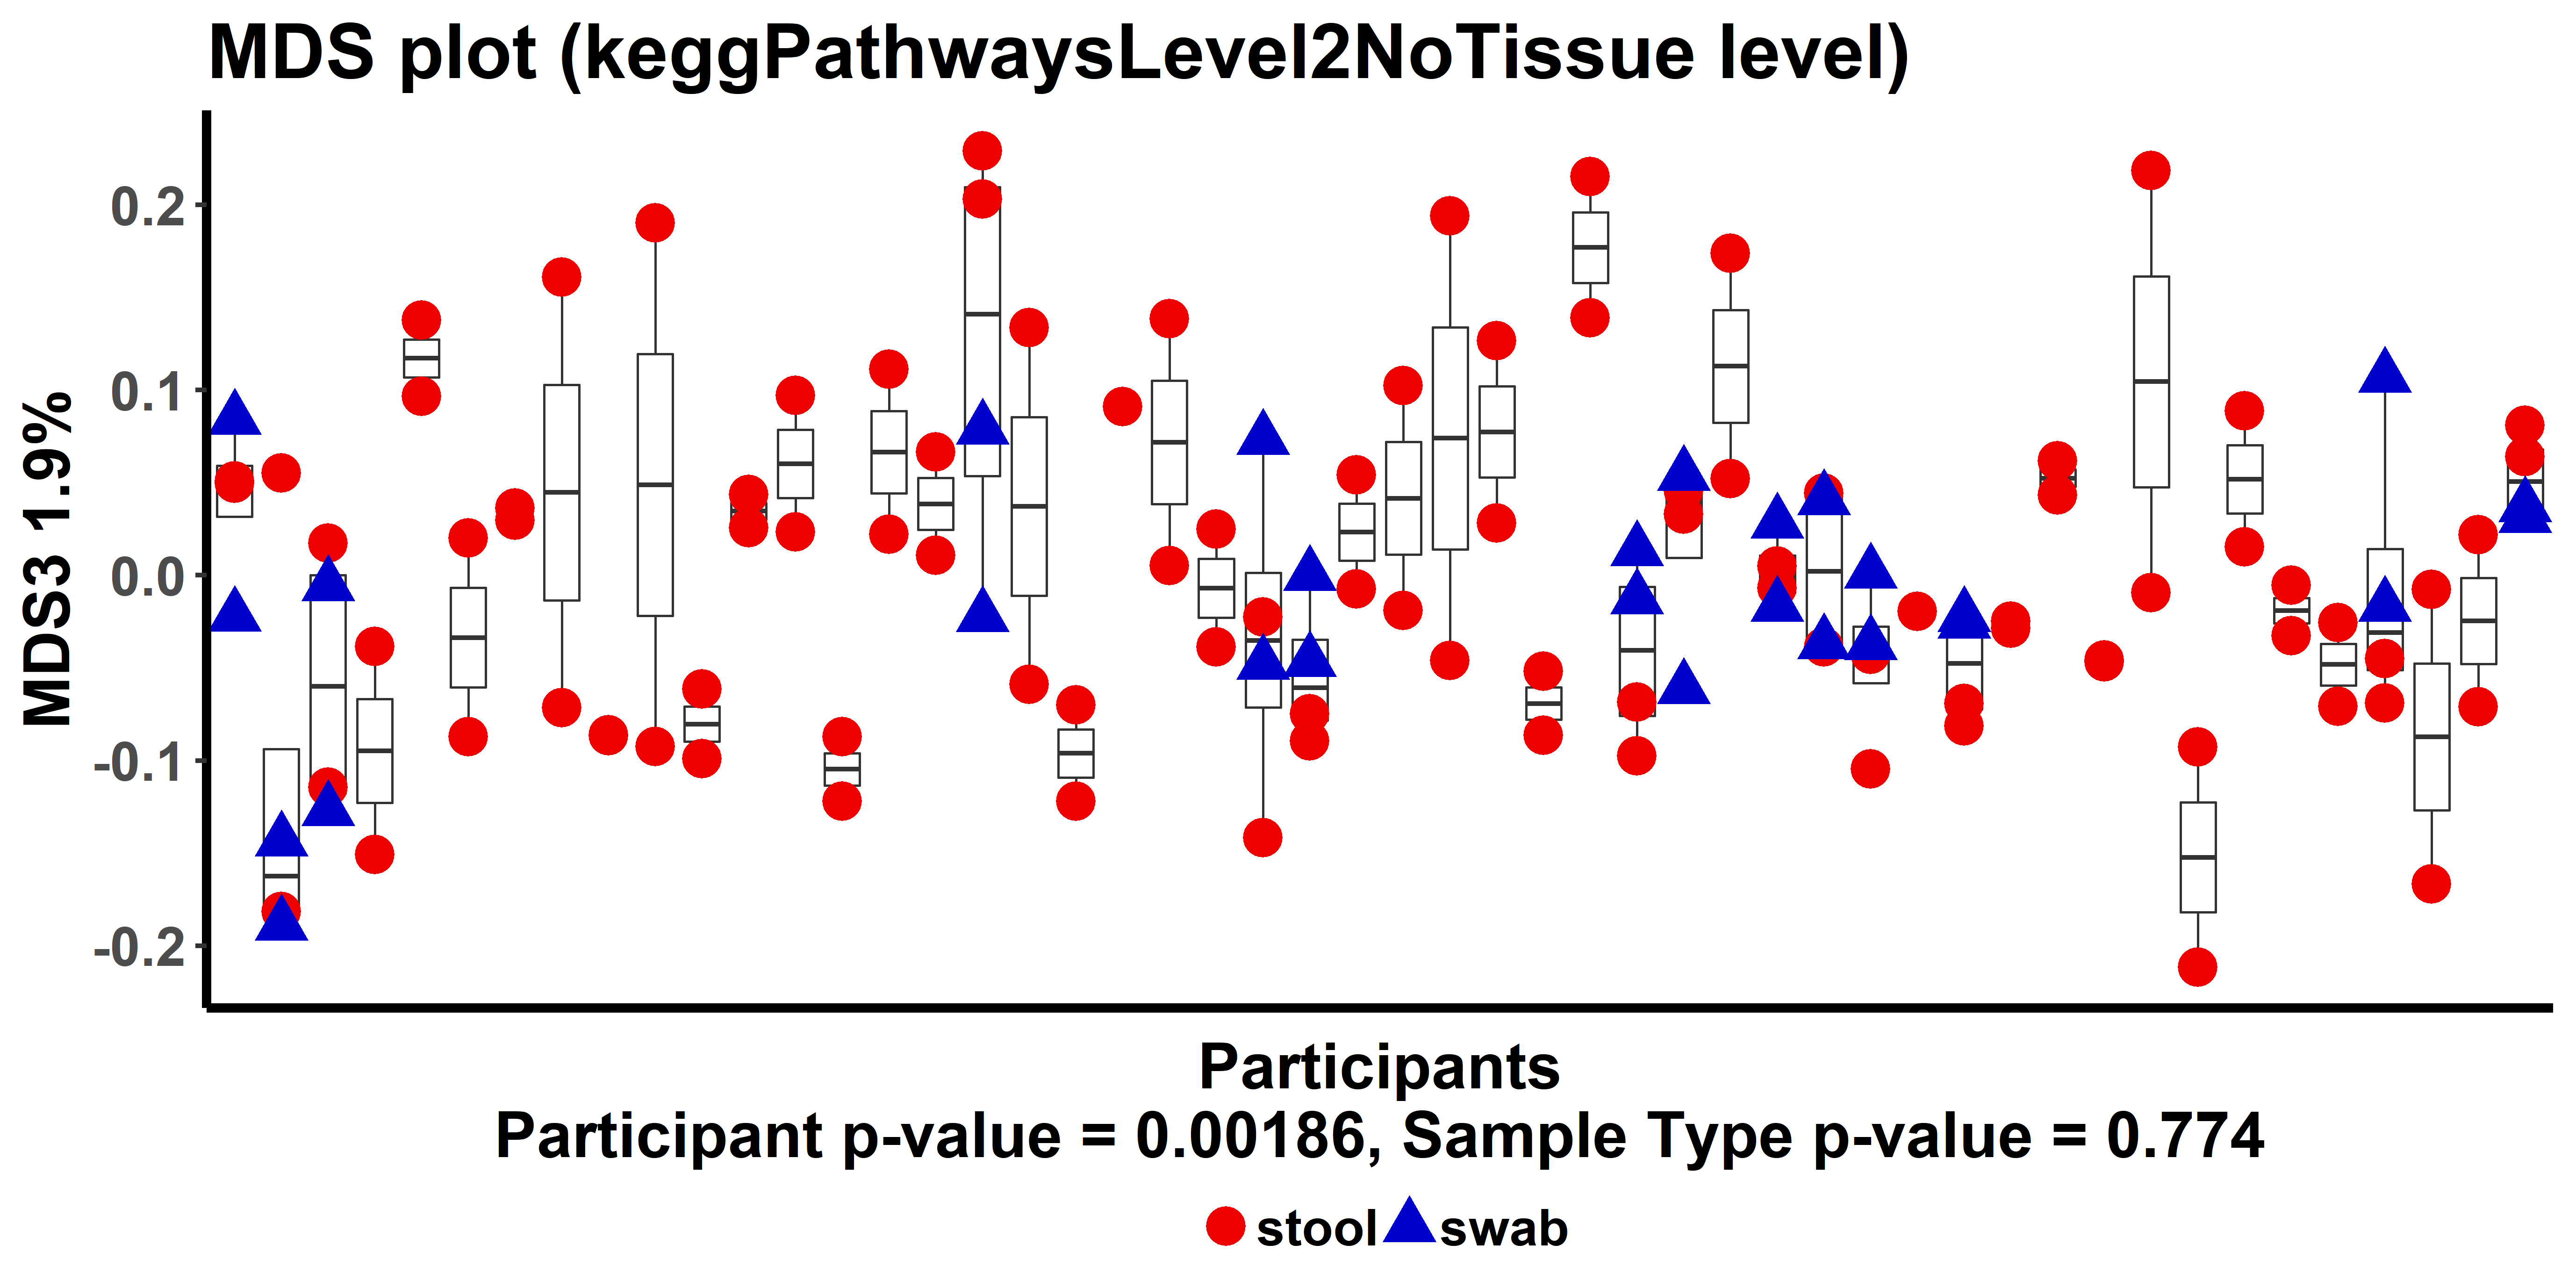 MDS plot (keggPathwaysLevel2NoTissue level)
MDS3 1.9%
0.2
0.1
0.0
-0.1
-0.2
Participants
Participant p-value = 0.00186, Sample Type p-value = 0.774
stool swab